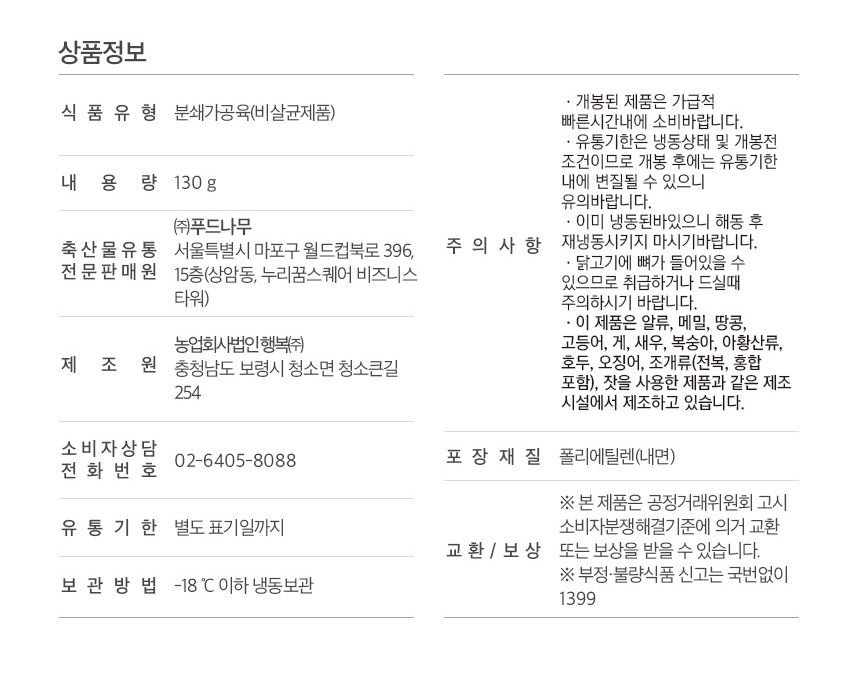 상품정보
식품유형 분쇄가공육(비살균제품)
내용량 130 g
축산물유통
전문판매원
㈜푸드나무
서울특별시 마포구 월드컵북로 396,
15층(상암동, 누리꿈스퀘어 비즈니스
타워)
제조원
농업회사법인행복㈜
충청남도 보령시 청소면 청소큰길
254
소비자상담
전화번호
02-6405-8088
유통기한 별도 표기일까지
보관방법 -18 ℃ 이하 냉동보관
주의사항
· 개봉된 제품은 가급적
빠른시간내에 소비바랍니다.
· 유통기한은 냉동상태 및 개봉전
조건이므로 개봉 후에는 유통기한
내에 변질될 수 있으니
유의바랍니다.
· 이미 냉동된바있으니 해동 후
재냉동시키지 마시기바랍니다.
· 닭고기에 뼈가 들어있을 수
있으므로 취급하거나 드실때
주의하시기 바랍니다.
· 이 제품은 알류, 메밀, 땅콩,
고등어, 게, 새우, 복숭아, 아황산류,
호두, 오징어, 조개류(전복, 홍합
포함), 잣을 사용한 제품과 같은 제조
시설에서 제조하고 있습니다.
포장재질 폴리에틸렌(내면)
교환/보상
※ 본 제품은 공정거래위원회 고시
소비자분쟁해결기준에 의거 교환
또는 보상을 받을 수 있습니다.
※ 부정·불량식품 신고는 국번없이
1399